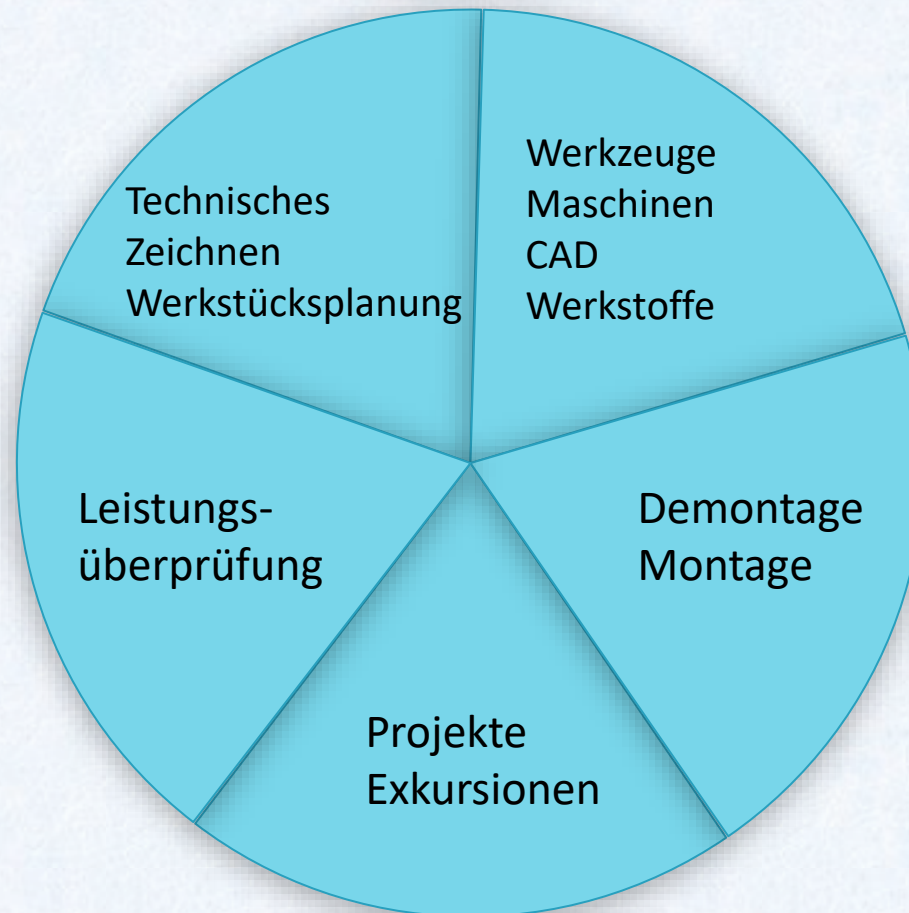 Technisches
Zeichnen
Werkstücksplanung
Werkzeuge
Maschinen
CAD
Werkstoffe
Leistungs-
überprüfung
Demontage
Montage
Projekte
Exkursionen